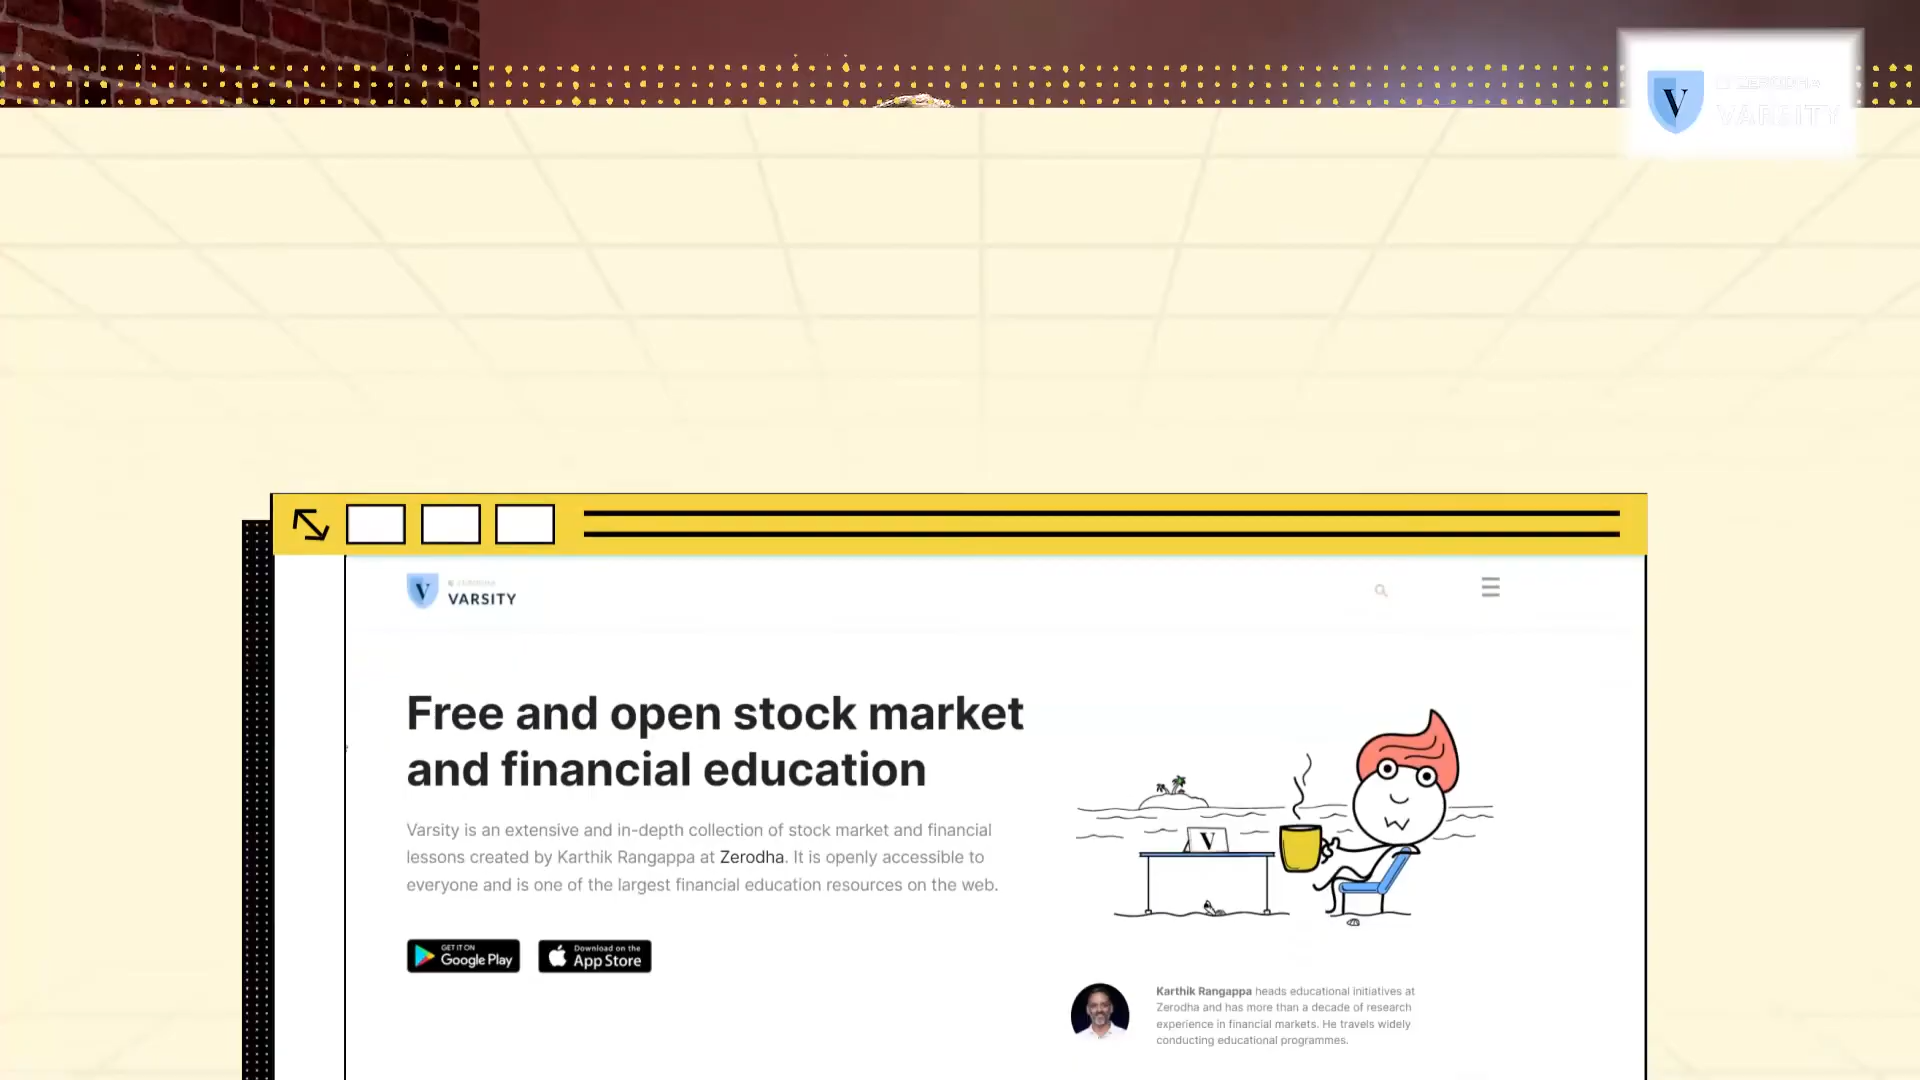 V ZERODHA
VARSITY
V ZERODHA
VARSITY
Free and open stock market
and financial education
Varsity is an extensive and in-depth collection of stock market and financial
lessons created by Karthik Rangappa at Zerodha. It is openly accessible to
everyone and is one of the largest financial education resources on the web.
V
GET IT ON
Google Play
Download on the
App Store
Karthik Rangappa heads educational initiatives at
Zerodha and has more than a decade of research
experience in financial markets. He travels widely
conducting educational programmes.